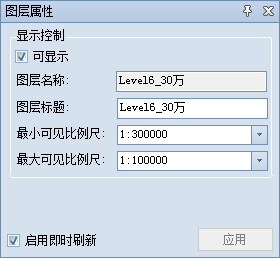 图层属性
显示控制
可显示
图层名称: Level6_30万
图层标题: Level6_30万
最小可见比例尺: 1:300000
最大可见比例尺: 1:100000
启用即时刷新 应用